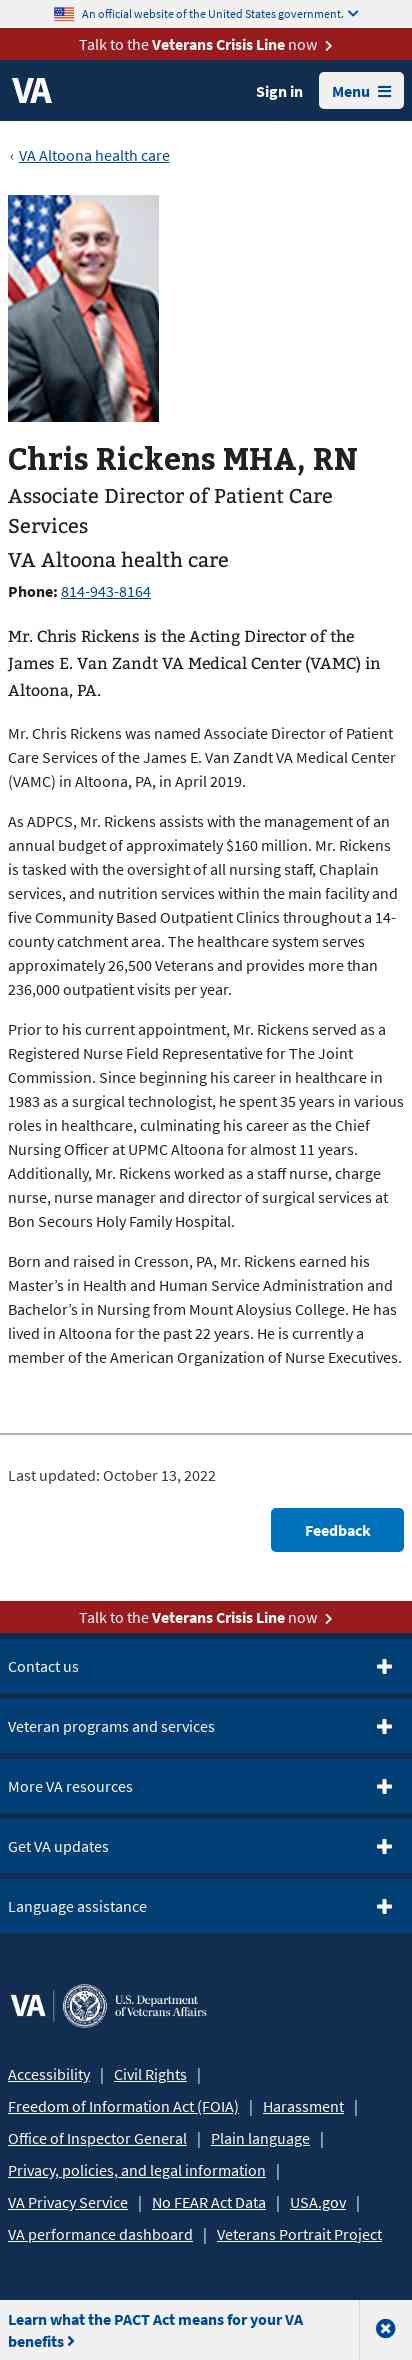 An official website of the United States government.
Talk to the Veterans Crisis Line now
VA
Sign in
Menu
‹ VA Altoona health care
Chris Rickens MHA, RN
Associate Director of Patient Care
Services
VA Altoona health care
Phone: 814-943-8164
Mr. Chris Rickens is the Acting Director of the
James E. Van Zandt VA Medical Center (VAMC) in
Altoona, PA.
Mr. Chris Rickens was named Associate Director of Patient
Care Services of the James E. Van Zandt VA Medical Center
(VAMC) in Altoona, PA, in April 2019.
As ADPCS, Mr. Rickens assists with the management of an
annual budget of approximately $160 million. Mr. Rickens
is tasked with the oversight of all nursing staff, Chaplain
services, and nutrition services within the main facility and
five Community Based Outpatient Clinics throughout a 14-
county catchment area. The healthcare system serves
approximately 26,500 Veterans and provides more than
236,000 outpatient visits per year.
Prior to his current appointment, Mr. Rickens served as a
Registered Nurse Field Representative for The Joint
Commission. Since beginning his career in healthcare in
1983 as a surgical technologist, he spent 35 years in various
roles in healthcare, culminating his career as the Chief
Nursing Officer at UPMC Altoona for almost 11 years.
Additionally, Mr. Rickens worked as a staff nurse, charge
nurse, nurse manager and director of surgical services at
Bon Secours Holy Family Hospital.
Born and raised in Cresson, PA, Mr. Rickens earned his
Master’s in Health and Human Service Administration and
Bachelor’s in Nursing from Mount Aloysius College. He has
lived in Altoona for the past 22 years. He is currently a
member of the American Organization of Nurse Executives.
Last updated: October 13, 2022
Feedback
Talk to the Veterans Crisis Line now
Contact us
Veteran programs and services
More VA resources
Get VA updates
Language assistance
VA
U.S. Department
of Veterans Affairs
Accessibility | Civil Rights |
Freedom of Information Act (FOIA) | Harassment |
Office of Inspector General | Plain language |
Privacy, policies, and legal information |
VA Privacy Service | No FEAR Act Data | USA.gov |
VA performance dashboard | Veterans Portrait Project
Learn what the PACT Act means for your VA
benefits